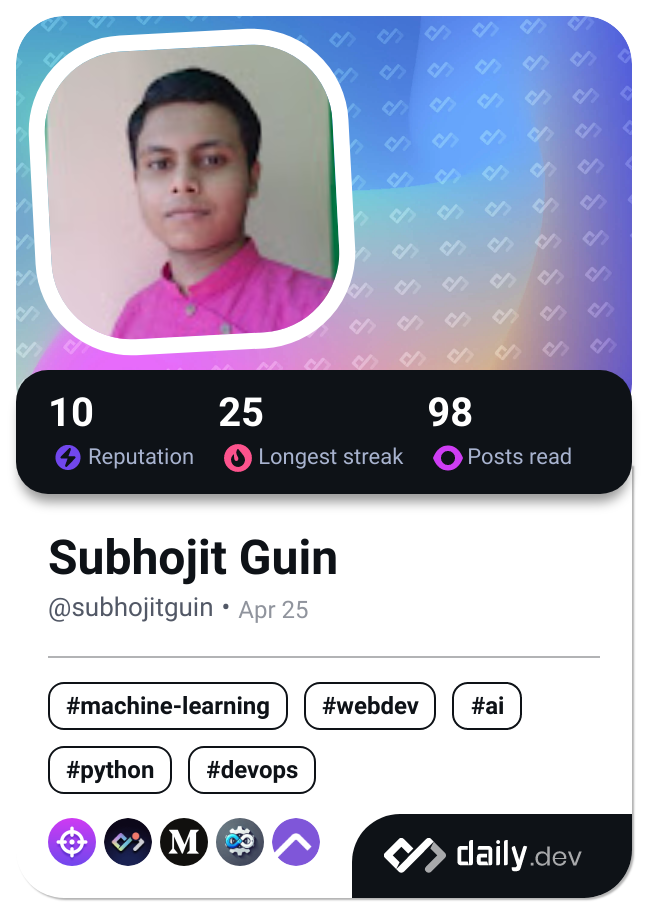 10 25 98
Reputation Longest streak Posts read
Subhojit Guin
@subhojitguin • Apr 25
#machine-learning #webdev #ai
#python #devops
M
daily.dev